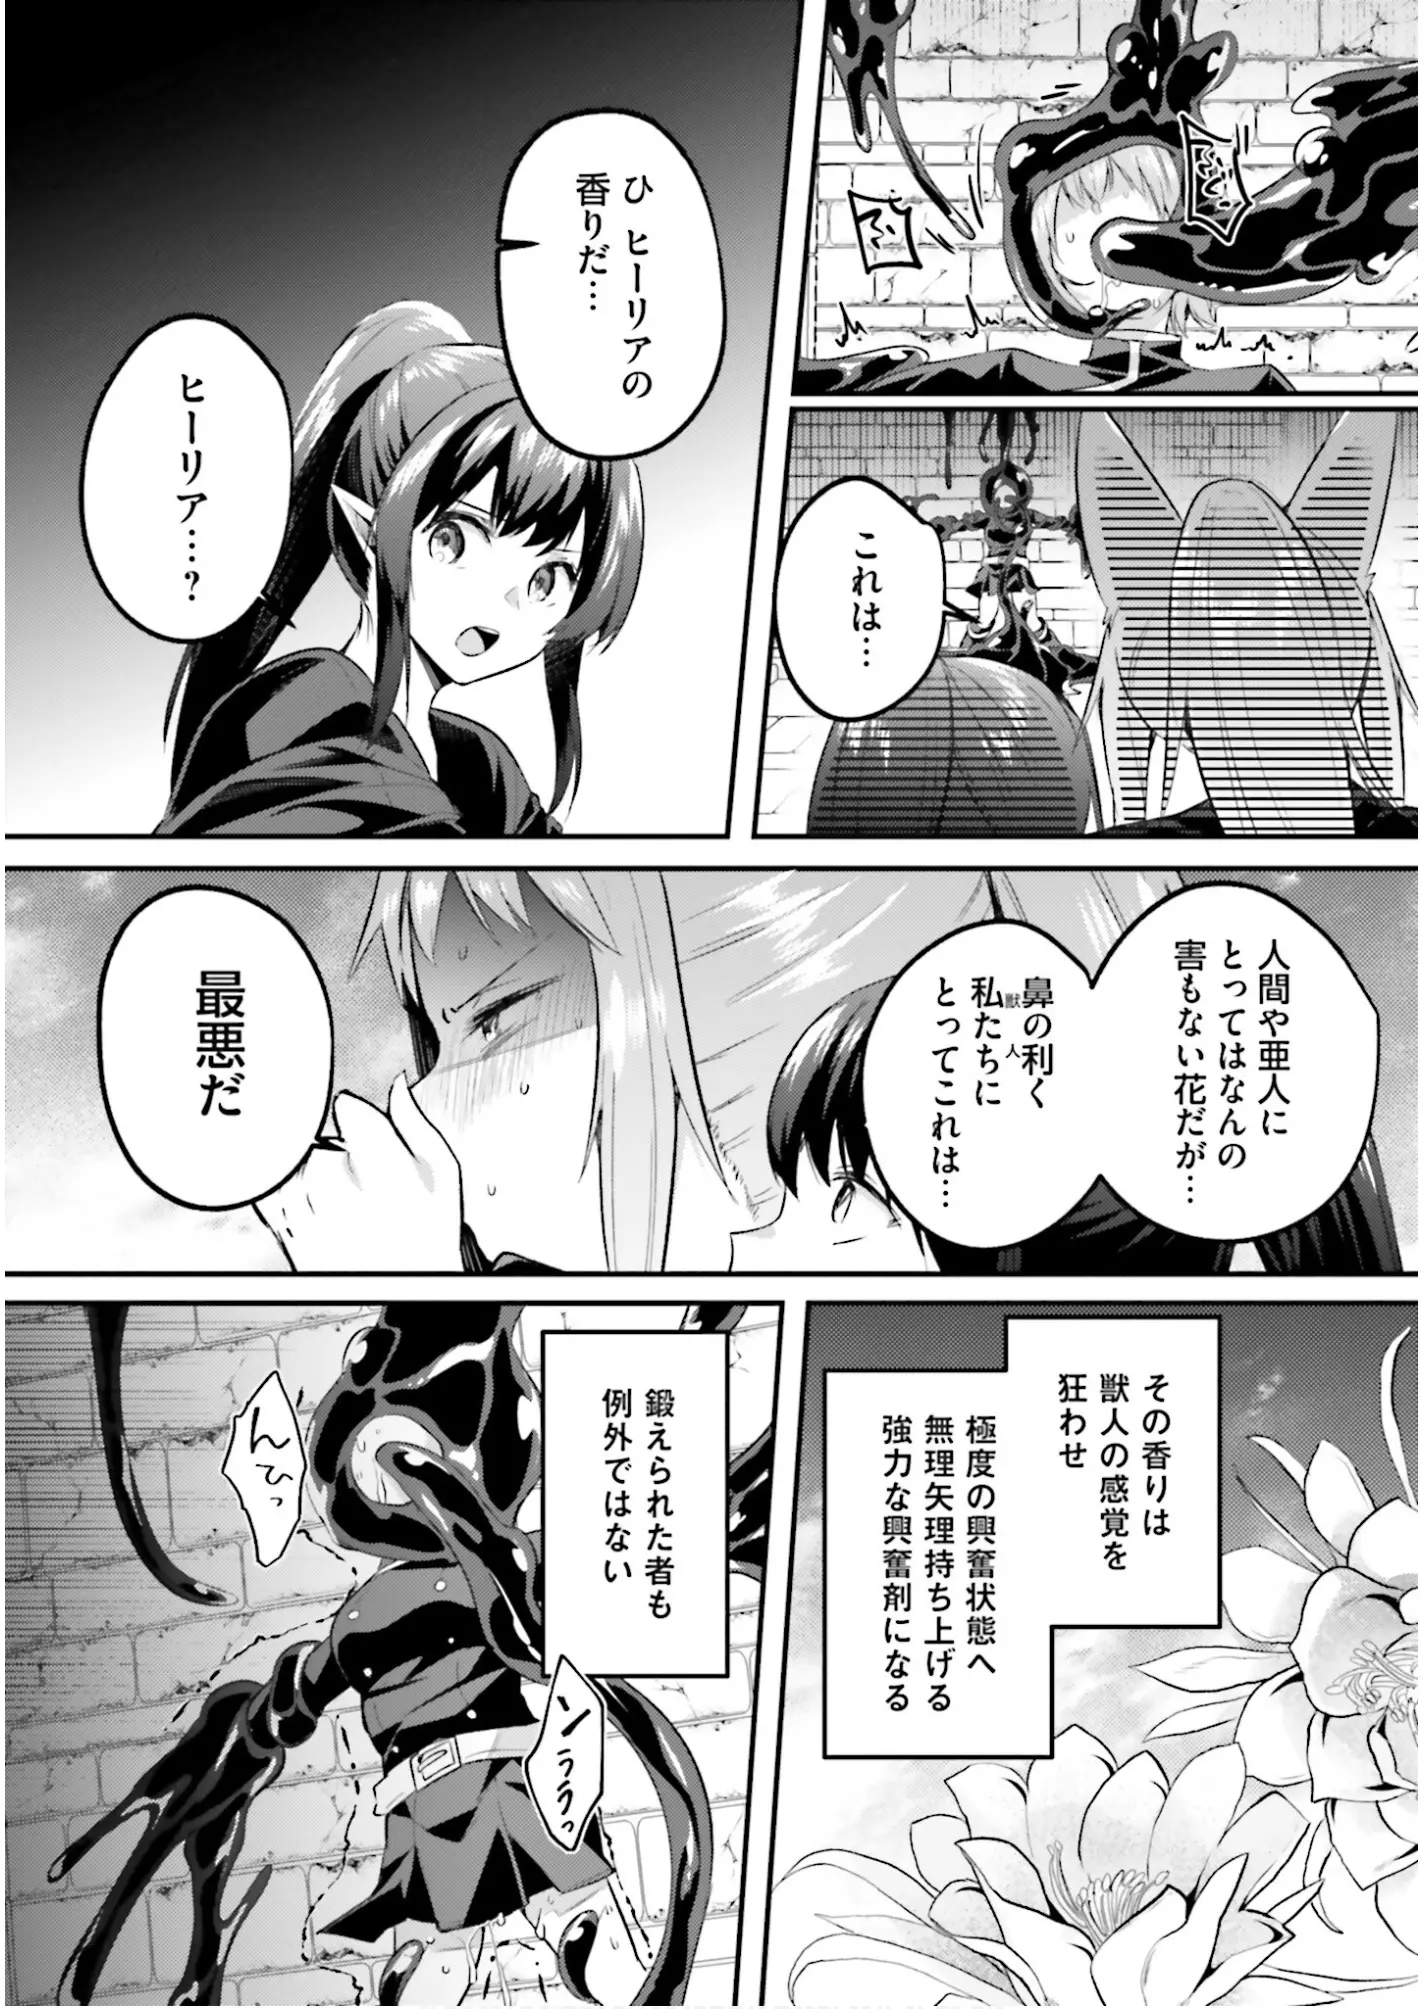 これは…
ひ ヒーリアの
香りだ…
ヒーリア…?
人間や亜人に
とってはなんの
害もない花だが…
鼻の利く
私たちに
獣人
とってこれは…
最悪だ
その香りは
獣人の感覚を
狂わせ
極度の興奮状態へ
無理矢理持ち上げる
強力な興奮剤になる
鍛えられた者も
例外ではない
んひっ
ンううっ